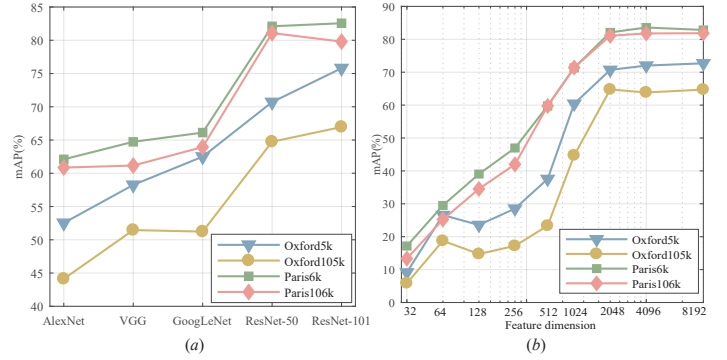 85
80
75
70
65
60
55
50
45
40
mAP(%)
AlexNet VGG GoogLeNet ResNet-50 ResNet-101
Oxford5k
Oxford105k
Paris6k
Paris106k
(a)
90
80
70
60
50
40
30
20
10
0
mAP(%)
32 64 128 256 512 1024 2048 4096 8192
Feature dimension
Oxford5k
Oxford105k
Paris6k
Paris106k
(b)